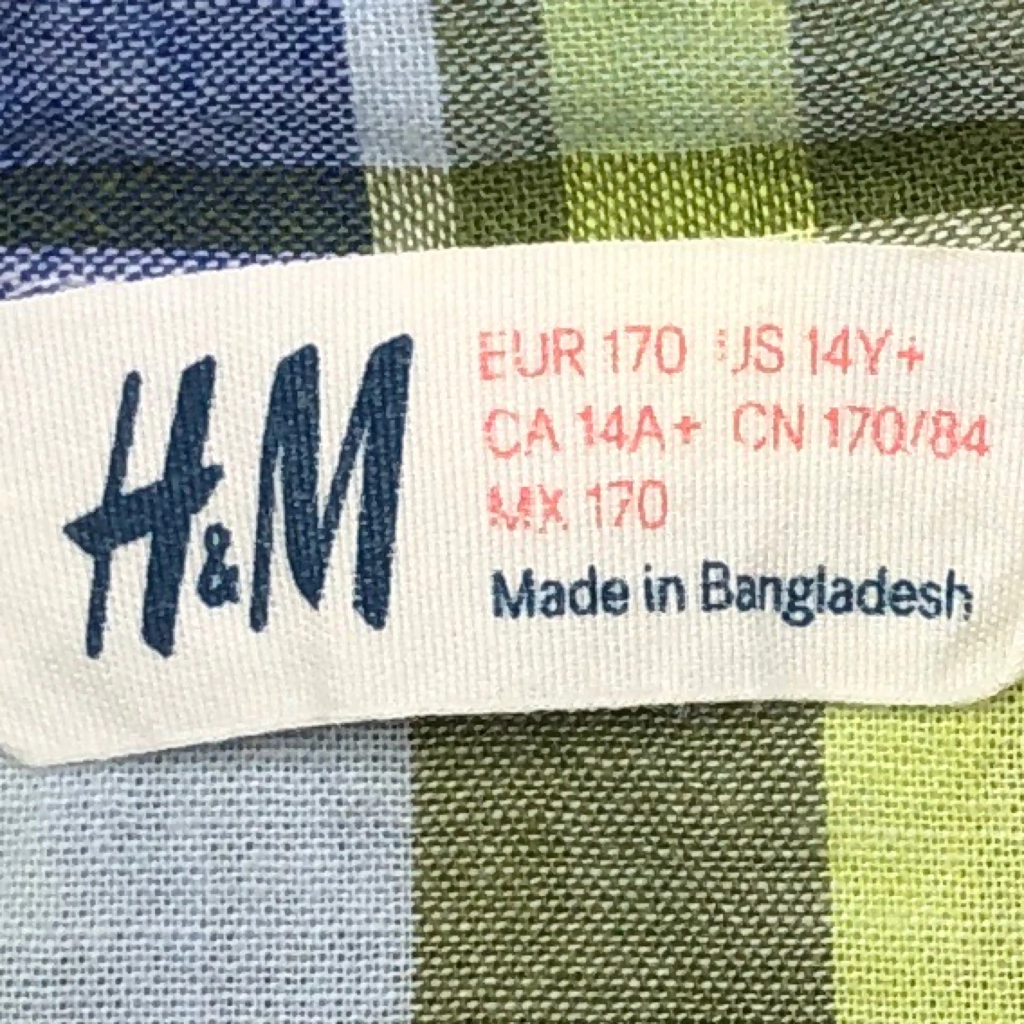 H&M
EUR 170 US 14Y+
CA 14A+ CN 170/84
MX 170
Made in Bangladesh